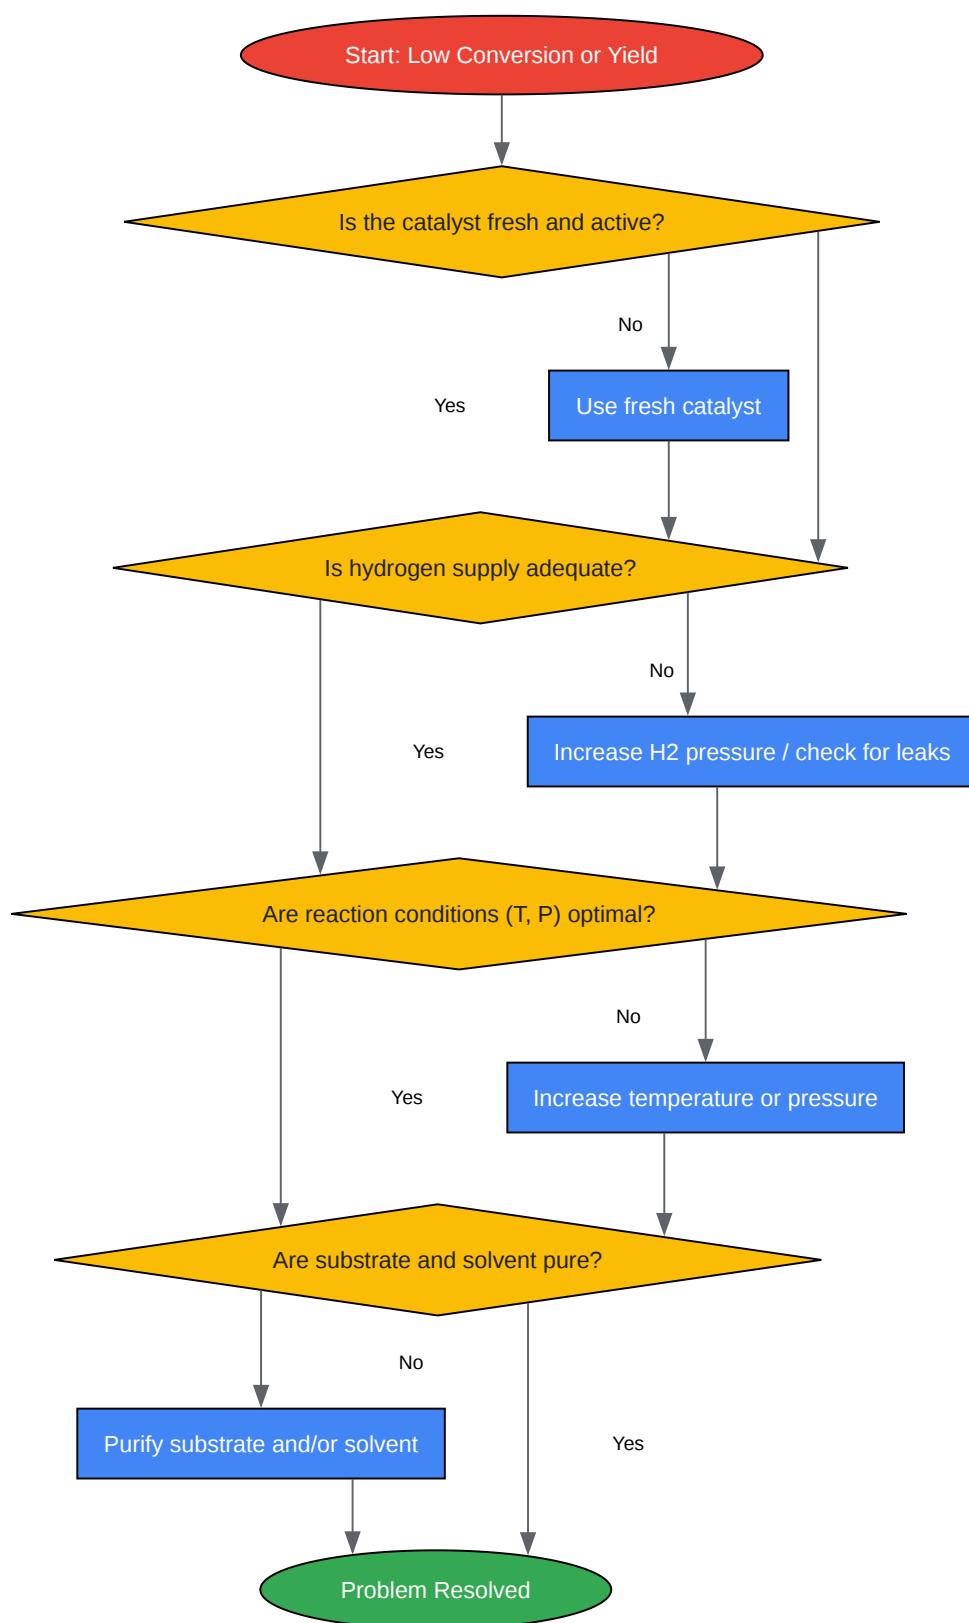 Start: Low Conversion or Yield
Is the catalyst fresh and active?
No
Yes
Use fresh catalyst
Is hydrogen supply adequate?
No
Yes
Increase H2 pressure / check for leaks
Are reaction conditions (T, P) optimal?
No
Yes
Increase temperature or pressure
Are substrate and solvent pure?
No
Purify substrate and/or solvent
Yes
Problem Resolved